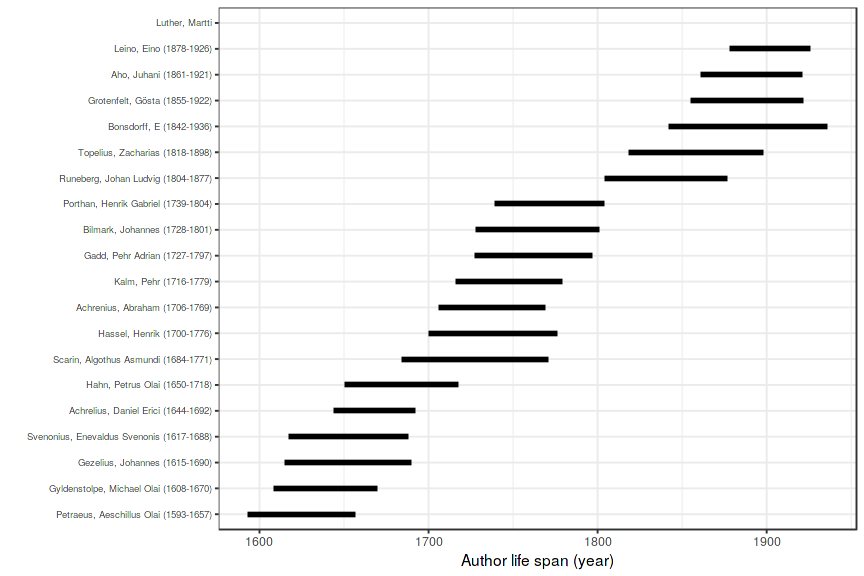 Luther, Martti
Leino, Eino (1878-1926)
Aho, Juhani (1861-1921)
Grotenfelt, Gösta (1855-1922)
Bonsdorff, E (1842-1936)
Topelius, Zacharias (1818-1898)
Runeberg, Johan Ludvig (1804-1877)
Porthan, Henrik Gabriel (1739-1804)
Bilmark, Johannes (1728-1801)
Gadd, Pehr Adrian (1727-1797)
Kalm, Pehr (1716-1779)
Achrenius, Abraham (1706-1769)
Hassel, Henrik (1700-1776)
Scarin, Algothus Asmundi (1684-1771)
Hahn, Petrus Olai (1650-1718)
Achrelius, Daniel Erici (1644-1692)
Svenonius, Enevaldus Svenonis (1617-1688)
Gezelius, Johannes (1615-1690)
Gyldenstolpe, Michael Olai (1608-1670)
Petraeus, Aeschillus Olai (1593-1657)
1600 1700 1800 1900
Author life span (year)